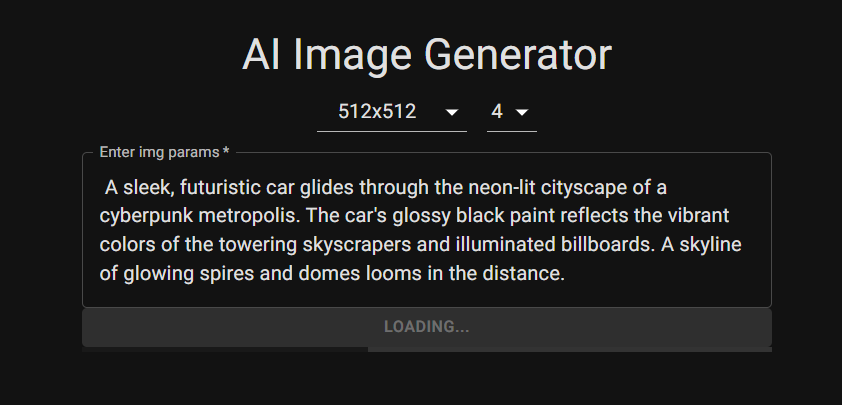 AI Image Generator
512x512 4
Enter img params *
A sleek, futuristic car glides through the neon-lit cityscape of a
cyberpunk metropolis. The car's glossy black paint reflects the vibrant
colors of the towering skyscrapers and illuminated billboards. A skyline
of glowing spires and domes looms in the distance.
LOADING...